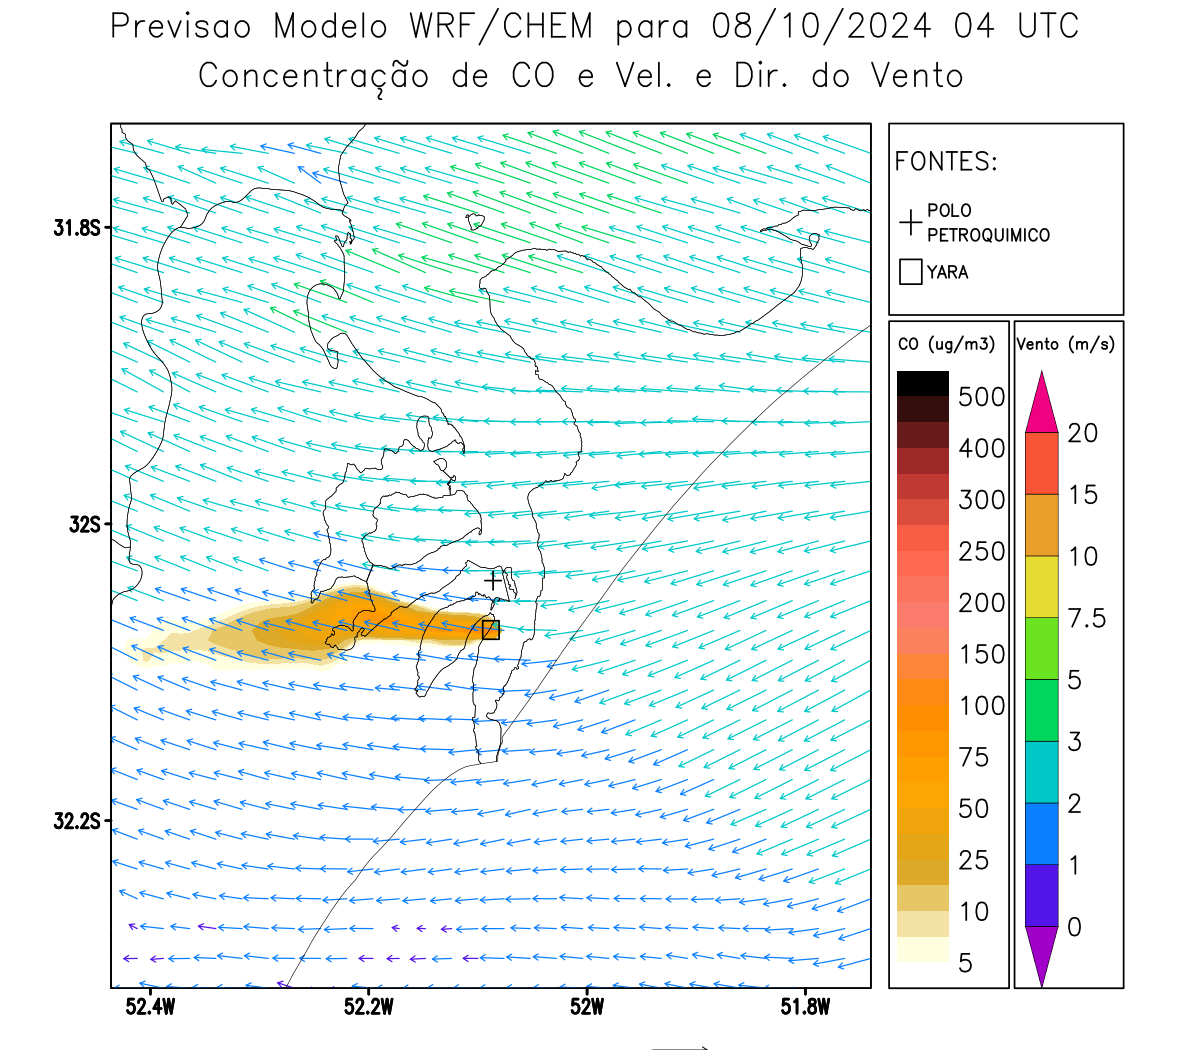 Previsao Modelo WRF/CHEM para 08/10/2024 04 UTC
Concentração de CO e Vel. e Dir. do Vento
31.8S
32S
32.2S
52.4W
52.2W
52W
51.8W
FONTES:
POLO
PETROQUIMICO
YARA
CO (ug/m3)
500
400
300
250
200
150
100
75
50
25
10
5
Vento (m/s)
20
15
10
7.5
5
3
2
1
0